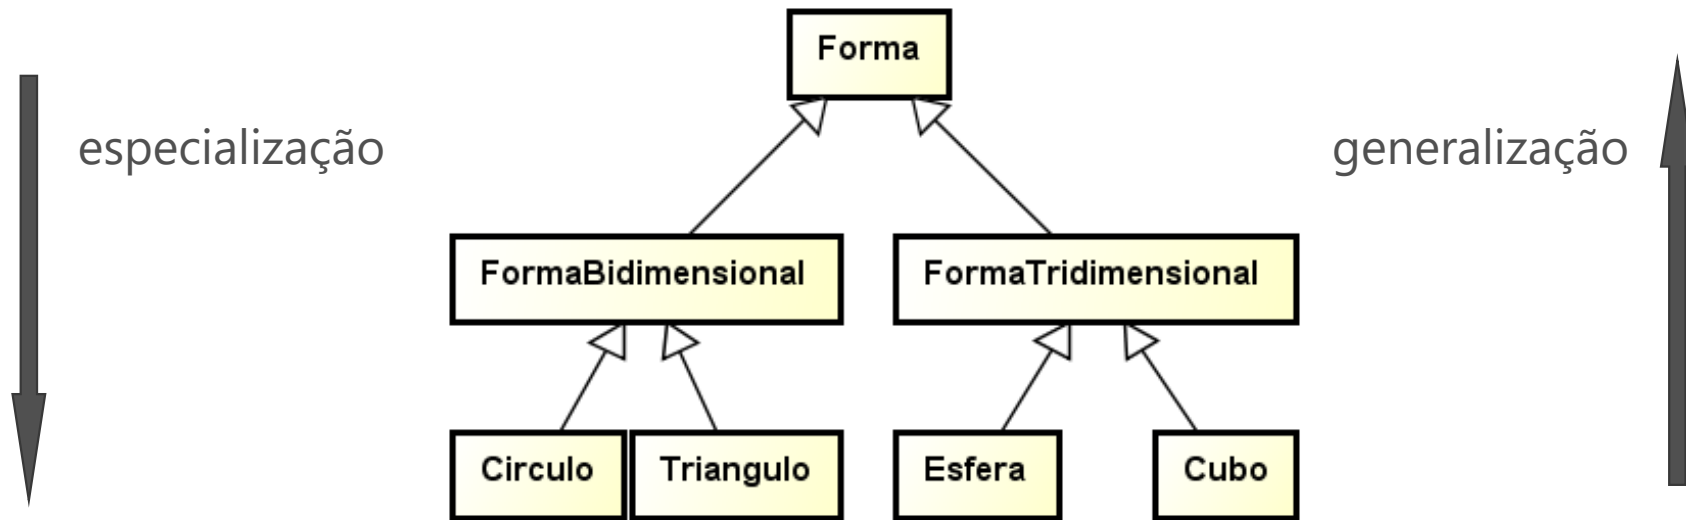 Forma
especialização
generalização
FormaBidimensional
FormaTridimensional
Circulo
Triangulo
Esfera
Cubo